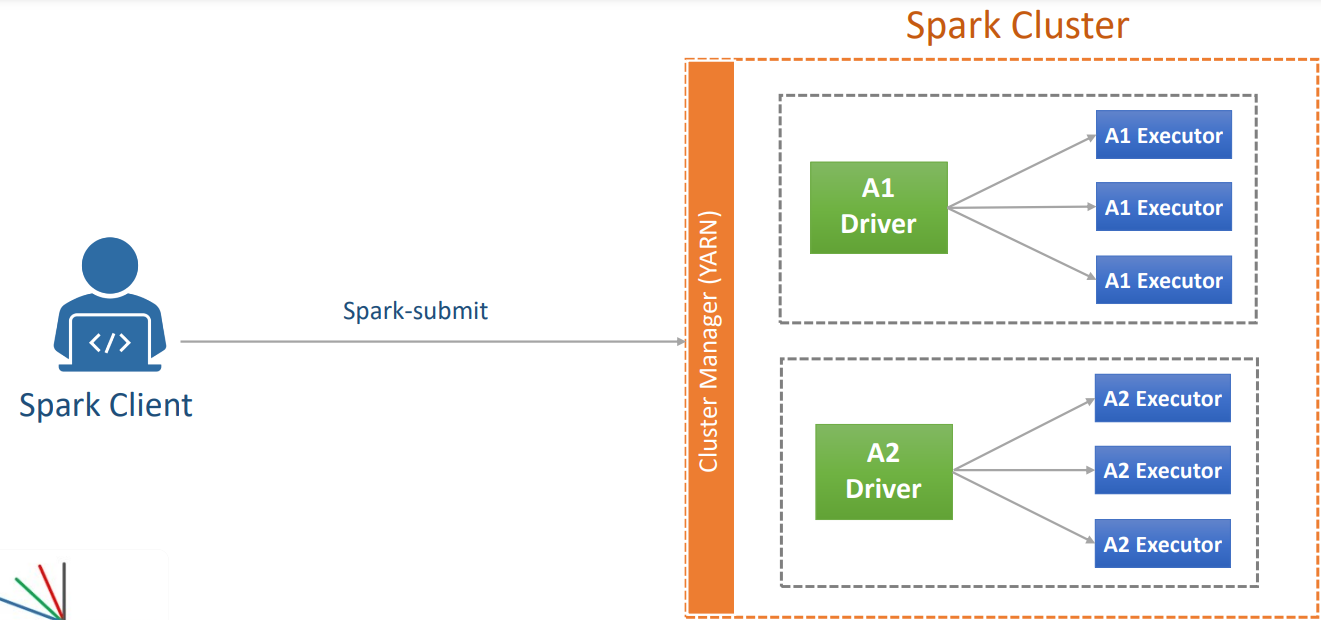 Spark Cluster
Cluster Manager (YARN)
A1
Driver
A1 Executor
A1 Executor
A1 Executor
Spark-submit
</>
Spark Client
A2
Driver
A2 Executor
A2 Executor
A2 Executor